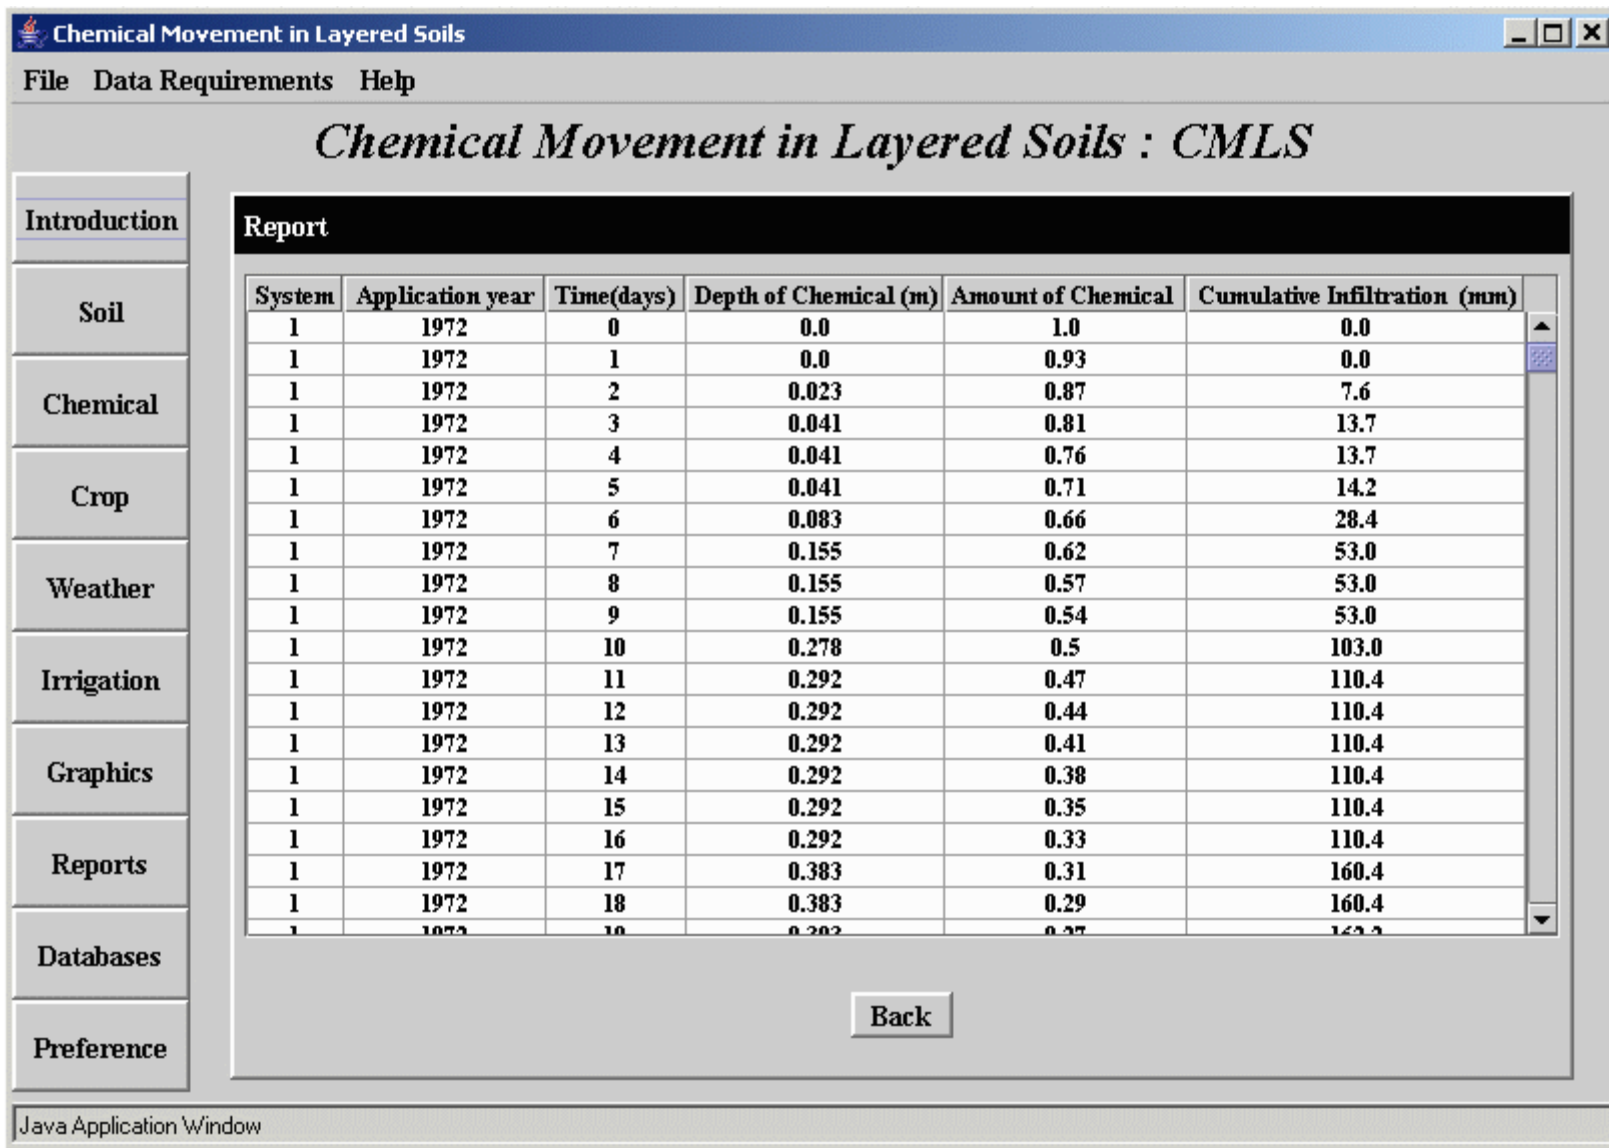 Chemical Movement in Layered Soils
File Data Requirements Help
Chemical Movement in Layered Soils : CMLS
Introduction
Soil
Chemical
Crop
Weather
Irrigation
Graphics
Reports
Databases
Preference
Report
System Application year Time(days) Depth of Chemical (m) Amount of Chemical Cumulative Infiltration (mm)
1 1972 0 0.0 1.0 0.0
1 1972 1 0.0 0.93 0.0
1 1972 2 0.023 0.87 7.6
1 1972 3 0.041 0.81 13.7
1 1972 4 0.041 0.76 13.7
1 1972 5 0.041 0.71 14.2
1 1972 6 0.083 0.66 28.4
1 1972 7 0.155 0.62 53.0
1 1972 8 0.155 0.57 53.0
1 1972 9 0.155 0.54 53.0
1 1972 10 0.278 0.5 103.0
1 1972 11 0.292 0.47 110.4
1 1972 12 0.292 0.44 110.4
1 1972 13 0.292 0.41 110.4
1 1972 14 0.292 0.38 110.4
1 1972 15 0.292 0.35 110.4
1 1972 16 0.292 0.33 110.4
1 1972 17 0.383 0.31 160.4
1 1972 18 0.383 0.29 160.4
Back
Java Application Window